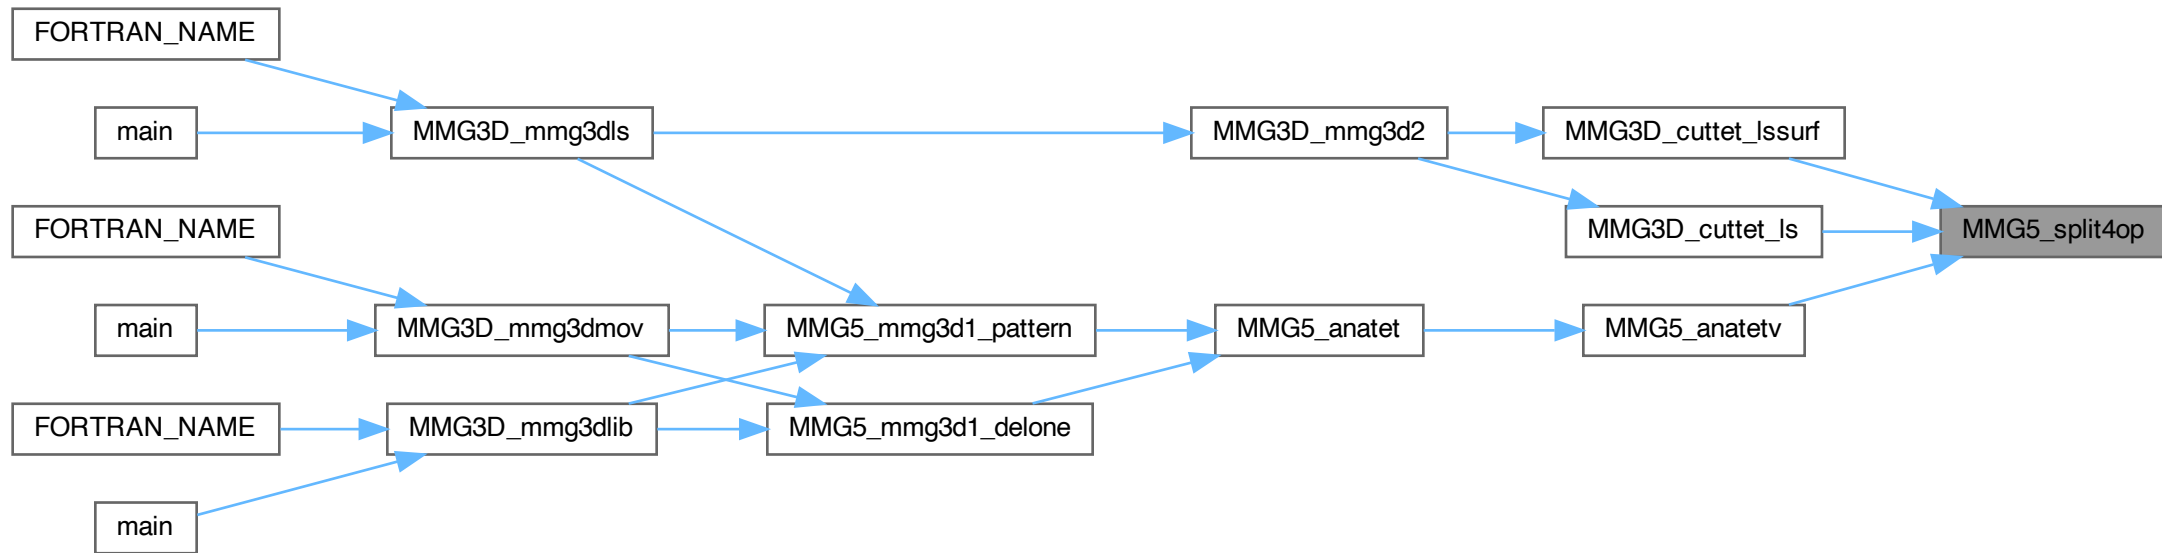 FORTRAN_NAME
main
MMG3D_mmg3dls
MMG3D_mmg3d2
MMG3D_cuttet_lssurf
FORTRAN_NAME
MMG3D_cuttet_ls
MMG5_split4op
main
MMG3D_mmg3dmov
MMG5_mmg3d1_pattern
MMG5_anatet
MMG5_anatetv
FORTRAN_NAME
MMG3D_mmg3dlib
MMG5_mmg3d1_delone
main